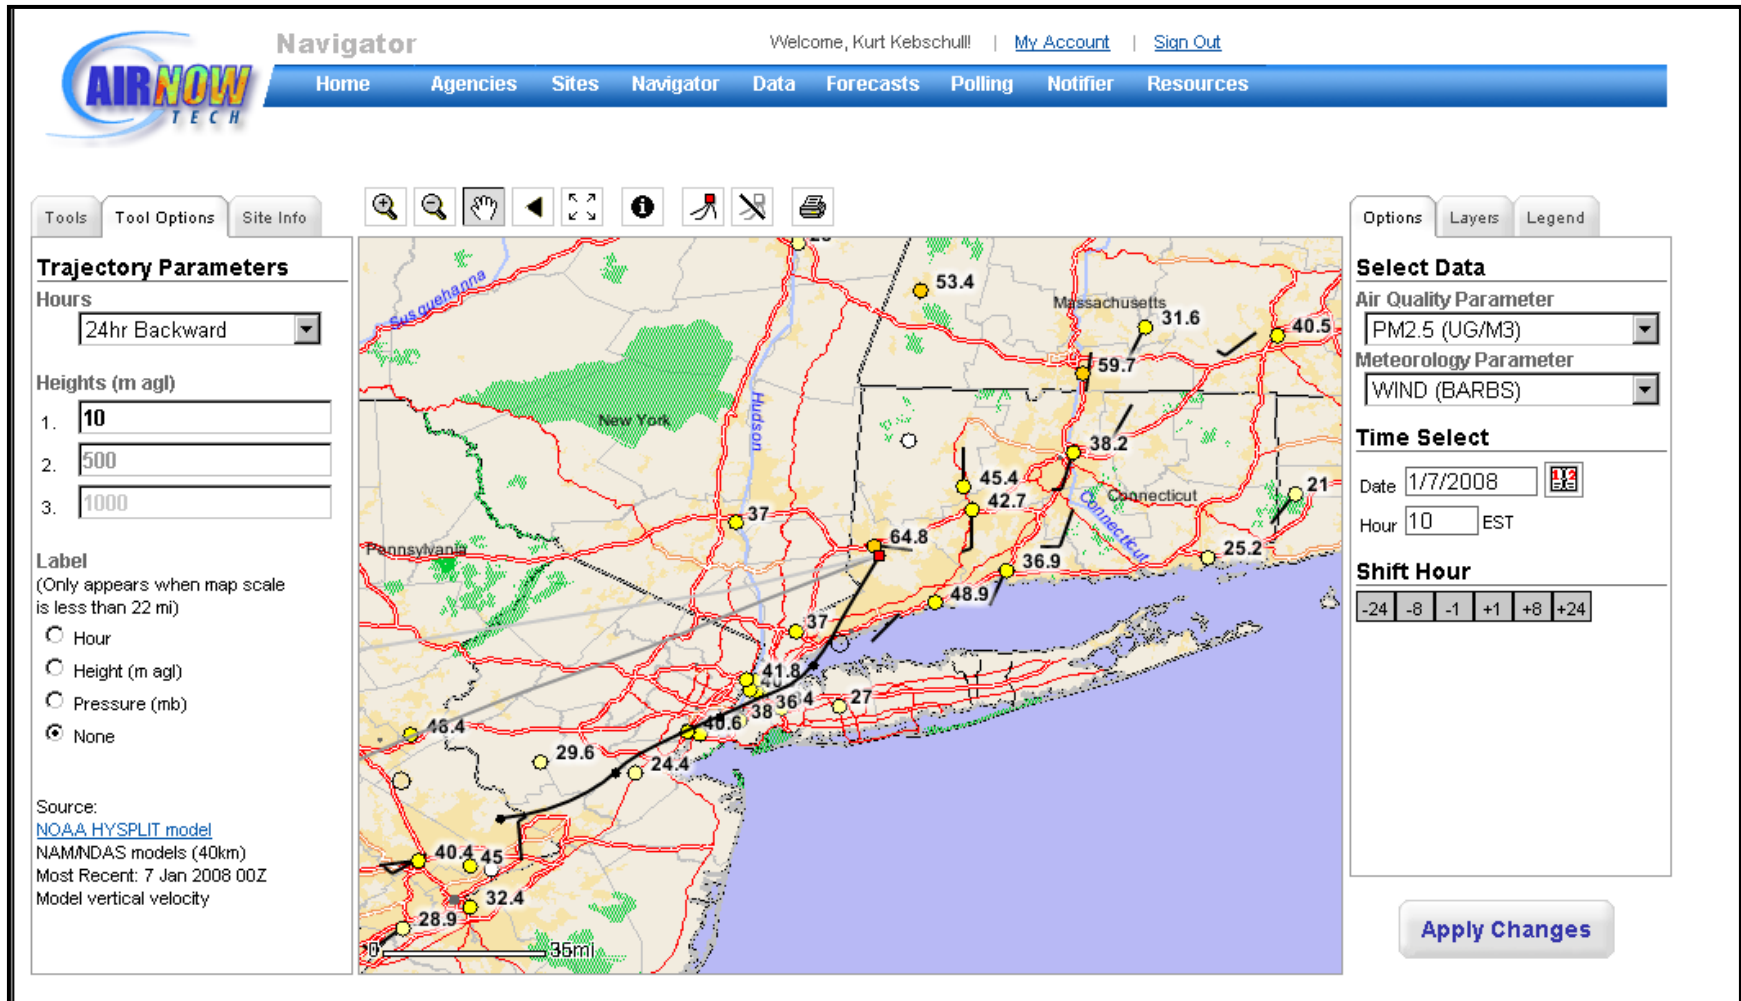 Navigator
Welcome, Kurt Kebschull! | My Account | Sign Out
AIRNOW
TECH
Home Agencies Sites Navigator Data Forecasts Polling Notifier Resources
Tools Tool Options Site Info
Trajectory Parameters
Hours
24hr Backward
Heights (m agl)
1. 10
2. 500
3. 1000
Label
(Only appears when map scale
is less than 22 mi)
Hour
Height (m agl)
Pressure (mb)
None
Source:
NOAA HYSPLIT model
NAM/NDAS models (40km)
Most Recent: 7 Jan 2008 00Z
Model vertical velocity
53.4
Susquehanna
Massachusetts
31.6
40.5
59.7
Hudson
New York
38.2
45.4
42.7
Connecticut
21
37
Connecticut
Pennsylvania
64.8
25.2
36.9
48.9
37
41.8
40
36
4
27
38
40.6
48.4
29.6
24.4
40.4
45
32.4
28.9
0 35mi
Options Layers Legend
Select Data
Air Quality Parameter
PM2.5 (UG/M3)
Meteorology Parameter
WIND (BARBS)
Time Select
Date 1/7/2008
Hour 10 EST
Shift Hour
-24 -8 -1 +1 +8 +24
Apply Changes